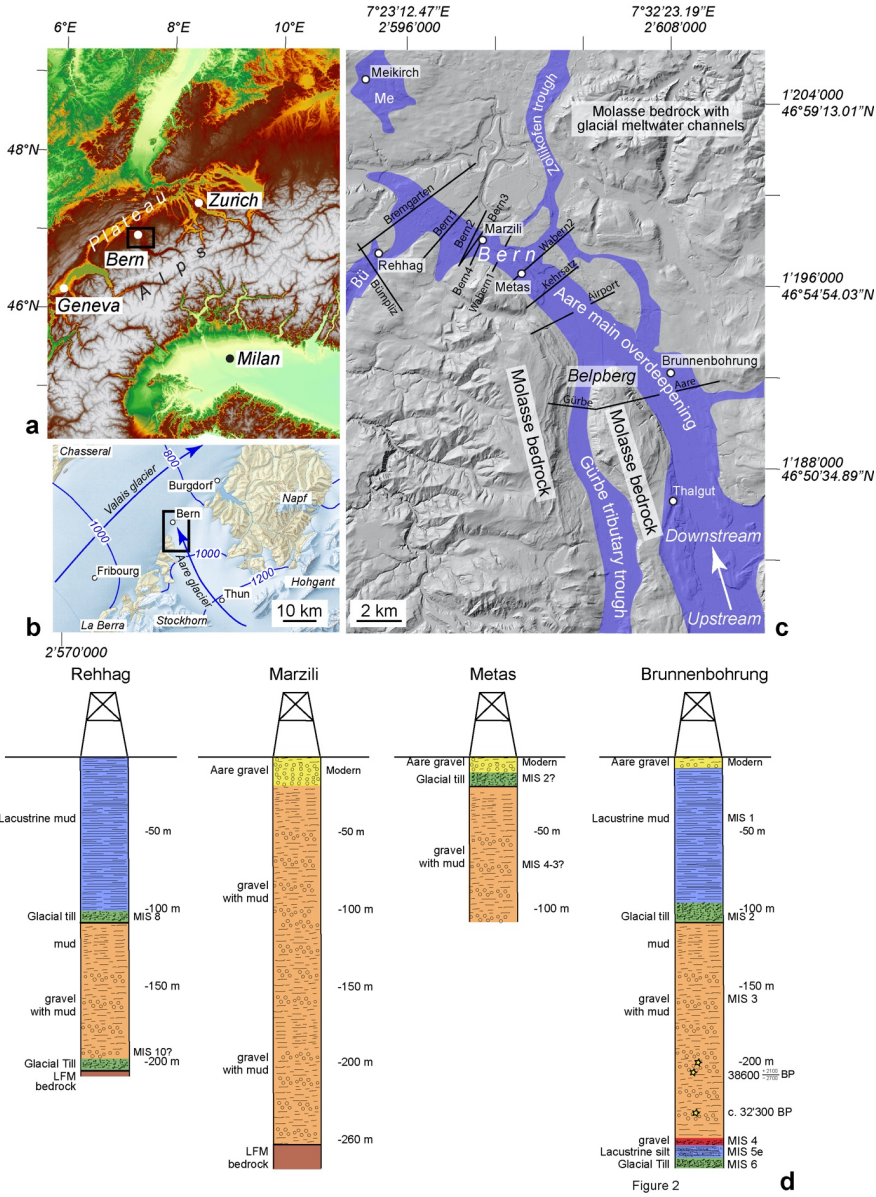 6°E
8°E
10°E
48°N
46°N
Zurich
Plateau
Bern
Alps
Geneva
Milan
a
Chasseral
Valais glacier
800
Burgdorf
Napf
Bern
1000
1000
Fribourg
Aare glacier
1200
Hohgant
Thun
La Berra
Stockhorn
10 km
b
2'570'000
7°23'12.47"E
2'596'000
7°32'23.19"E
2'608'000
1'204'000
46°59'13.01"N
1'196'000
46°54'54.03"N
1'188'000
46°50'34.89"N
Meikirch
Me
Zollikofen trough
Molasse bedrock with
glacial meltwater channels
Bremgarten
Bern1
Bern2
Bern3
Marzili
Bern
Wabern2
Rehhag
Bü
Bümpliz
Bern4
Wabern1
Metas
Kehrsatz
Airport
Aare main overdeepening
Brunnenbohrung
Belpberg
Aare
Gürbe
Molasse bedrock
Molasse bedrock
Gürbe tributary trough
Thalgut
Downstream
Upstream
2 km
c
Rehhag
Lacustrine mud
-50 m
-100 m
Glacial till
MIS 8
mud
-150 m
gravel
with mud
MIS 10?
Glacial Till
-200 m
LFM
bedrock
Marzili
Aare gravel
Modern
-50 m
gravel
with mud
-100 m
-150 m
gravel
with mud
-200 m
-260 m
LFM
bedrock
Metas
Aare gravel
Modern
Glacial till
MIS 2?
-50 m
gravel
with mud
MIS 4-3?
-100 m
Brunnenbohrung
Aare gravel
Modern
Lacustrine mud
MIS 1
-50 m
-100 m
Glacial till
MIS 2
mud
-150 m
gravel
with mud
MIS 3
-200 m
38600 +2100 -2700 BP
c. 32'300 BP
gravel
MIS 4
Lacustrine silt
MIS 5e
Glacial Till
MIS 6
Figure 2
d